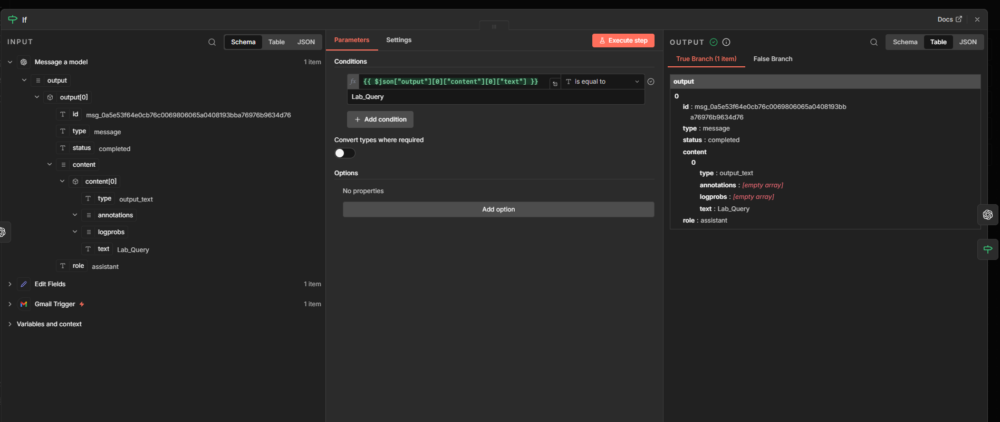 If
Docs
INPUT
Schema
Table
JSON
Message a model
1 item
output
output[0]
id
msg_0a5e53f64e0cb76c0069806065a0408193bba76976b9634d76
type
message
status
completed
content
content[0]
type
output_text
annotations
logprobs
text
Lab_Query
role
assistant
Edit Fields
1 item
Gmail Trigger
1 item
Variables and context
Parameters
Settings
Execute step
Conditions
fx
{{ $json["output"][0]["content"][0]["text"] }}
T
is equal to
Lab_Query
Add condition
Convert types where required
Options
No properties
Add option
OUTPUT
Schema
Table
JSON
True Branch (1 item)
False Branch
output
0
id : msg_0a5e53f64e0cb76c0069806065a0408193bb
a76976b9634d76
type : message
status : completed
content
0
type : output_text
annotations : [empty array]
logprobs : [empty array]
text : Lab_Query
role : assistant